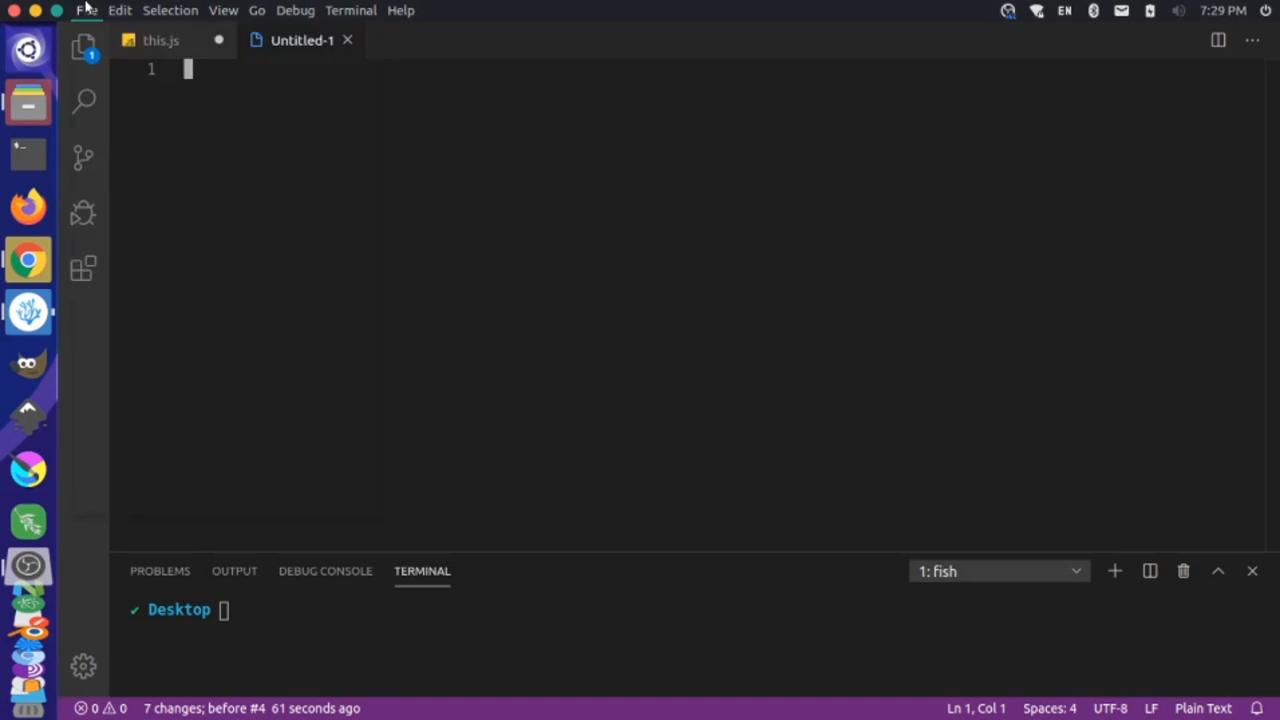 File Edit Selection View Go Debug Terminal Help EN 7:29 PM
1
this.js Untitled-1
1
PROBLEMS OUTPUT DEBUG CONSOLE TERMINAL 1: fish
✔ Desktop
0 0 7 changes; before #4 61 seconds ago Ln 1, Col 1 Spaces: 4 UTF-8 LF Plain Text